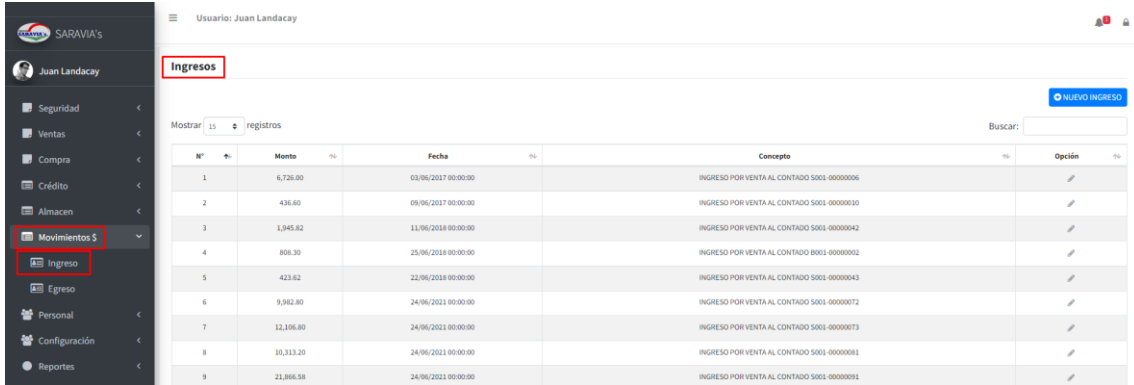 Usuario: Juan Landacay
2
SARAVIA's
SARAVIA's
Juan Landacay
Seguridad
Ventas
Compra
Crédito
Almacen
Movimientos $
Ingreso
Egreso
Personal
Configuración
Reportes
Ingresos
NUEVO INGRESO
Mostrar 15 registros
Buscar:
N° Monto Fecha Concepto Opción
1 6,726.00 03/06/2017 00:00:00 INGRESO POR VENTA AL CONTADO S001-00000006
2 436.60 09/06/2017 00:00:00 INGRESO POR VENTA AL CONTADO S001-00000010
3 1,945.82 11/06/2018 00:00:00 INGRESO POR VENTA AL CONTADO S001-00000042
4 808.30 25/06/2018 00:00:00 INGRESO POR VENTA AL CONTADO B001-00000002
5 423.62 22/06/2018 00:00:00 INGRESO POR VENTA AL CONTADO S001-00000043
6 9,982.80 24/06/2021 00:00:00 INGRESO POR VENTA AL CONTADO S001-00000072
7 12,106.80 24/06/2021 00:00:00 INGRESO POR VENTA AL CONTADO S001-00000073
8 10,313.20 24/06/2021 00:00:00 INGRESO POR VENTA AL CONTADO S001-00000081
9 21,866.58 24/06/2021 00:00:00 INGRESO POR VENTA AL CONTADO S001-00000091